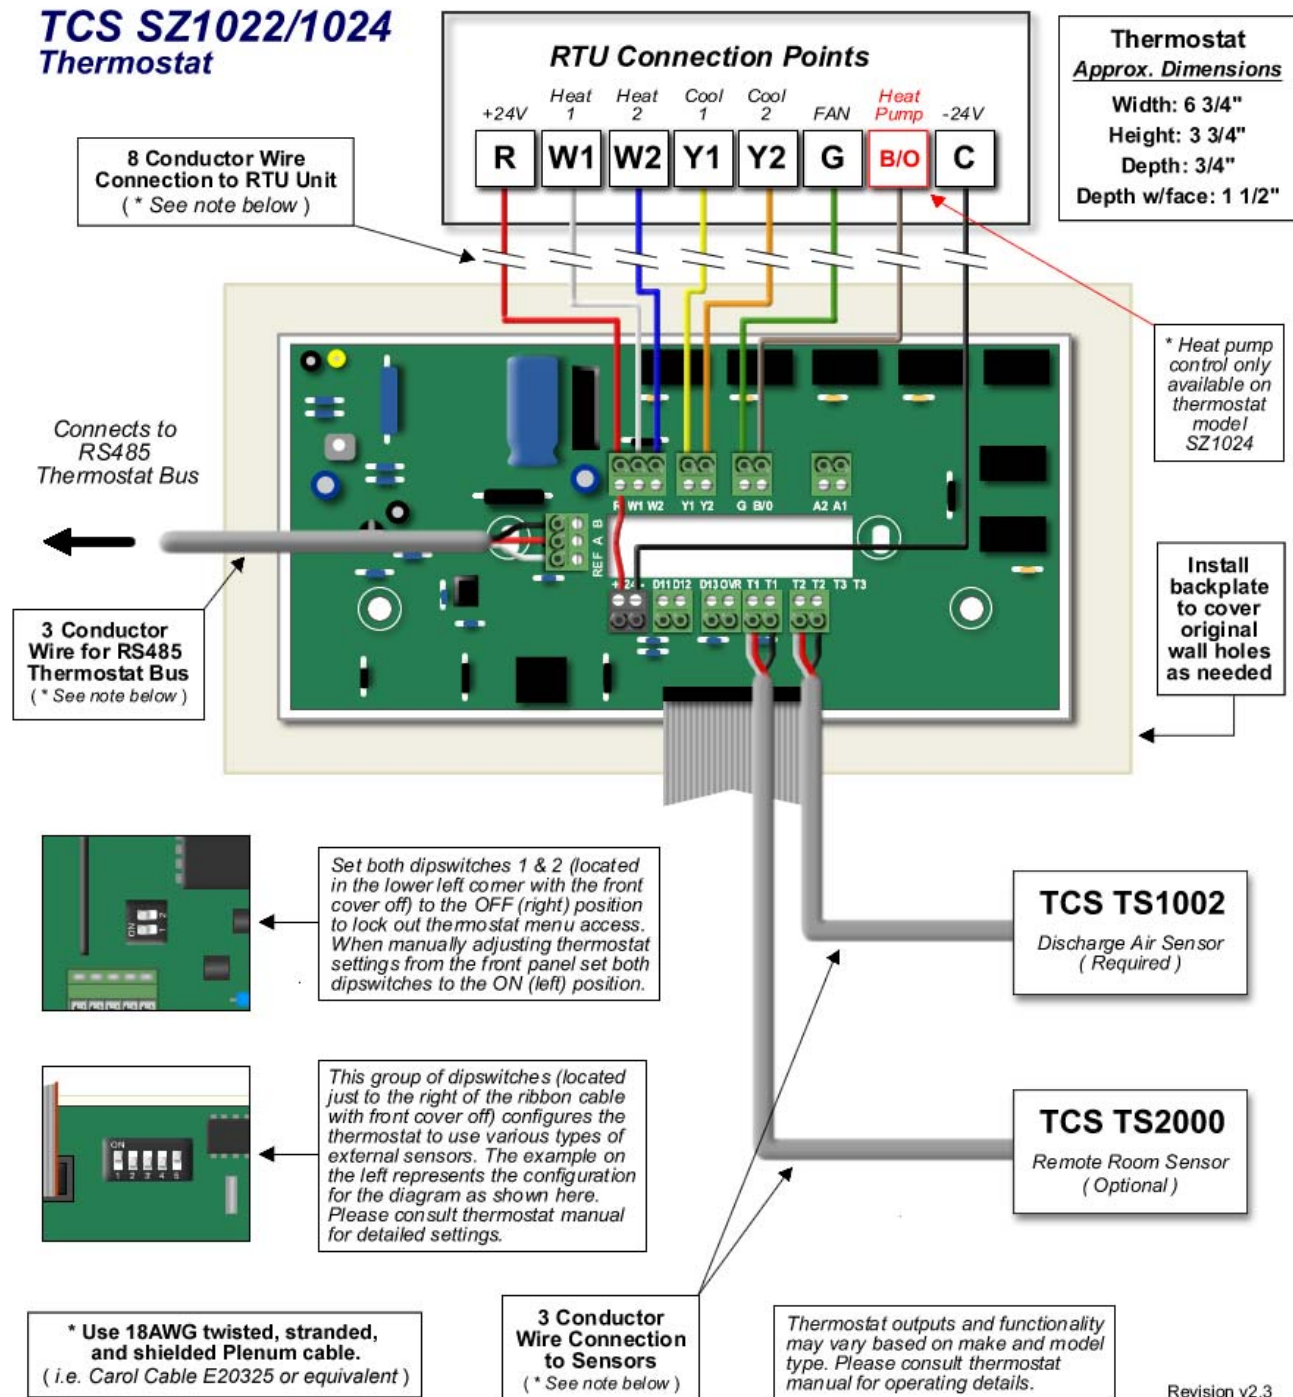 TCS SZ1022/1024
Thermostat
RTU Connection Points
+24V
Heat
1
Heat
2
Cool
1
Cool
2
FAN
Heat
Pump
-24V
R
W1
W2
Y1
Y2
G
B/O
C
Thermostat
Approx. Dimensions
Width: 6 3/4"
Height: 3 3/4"
Depth: 3/4"
Depth w/face: 1 1/2"
8 Conductor Wire
Connection to RTU Unit
( * See note below )
* Heat pump
control only
available on
thermostat
model
SZ1024
Connects to
RS485
Thermostat Bus
R W1 W2
Y1 Y2
G B/O
A2 A1
REF A B
+ 24 -
D11 D12
D13 OVR
T1 T1
T2 T2
T3 T3
3 Conductor
Wire for RS485
Thermostat Bus
( * See note below )
Install
backplate
to cover
original
wall holes
as needed
ON
1 2
Set both dipswitches 1 & 2 (located
in the lower left corner with the front
cover off) to the OFF (right) position
to lock out thermostat menu access.
When manually adjusting thermostat
settings from the front panel set both
dipswitches to the ON (left) position.
TCS TS1002
Discharge Air Sensor
( Required )
ON
1 2 3 4 5
This group of dipswitches (located
just to the right of the ribbon cable
with front cover off) configures the
thermostat to use various types of
external sensors. The example on
the left represents the configuration
for the diagram as shown here.
Please consult thermostat manual
for detailed settings.
TCS TS2000
Remote Room Sensor
( Optional )
* Use 18AWG twisted, stranded,
and shielded Plenum cable.
( i.e. Carol Cable E20325 or equivalent )
3 Conductor
Wire Connection
to Sensors
( * See note below )
Thermostat outputs and functionality
may vary based on make and model
type. Please consult thermostat
manual for operating details.
Revision v2.3